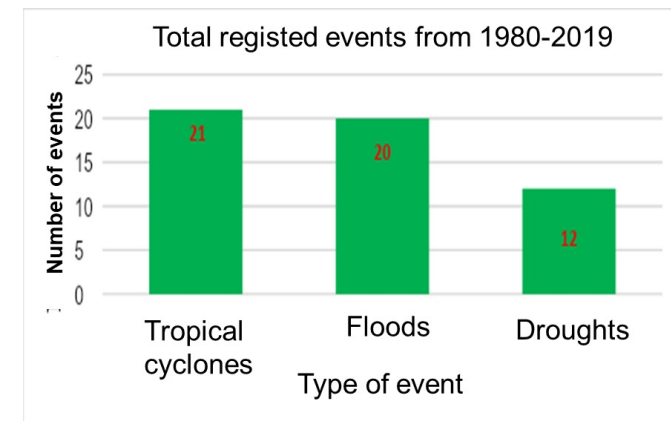 Total registed events from 1980-2019
Number of events
25
20
15
10
5
0
21
20
12
Tropical
cyclones
Floods
Droughts
Type of event